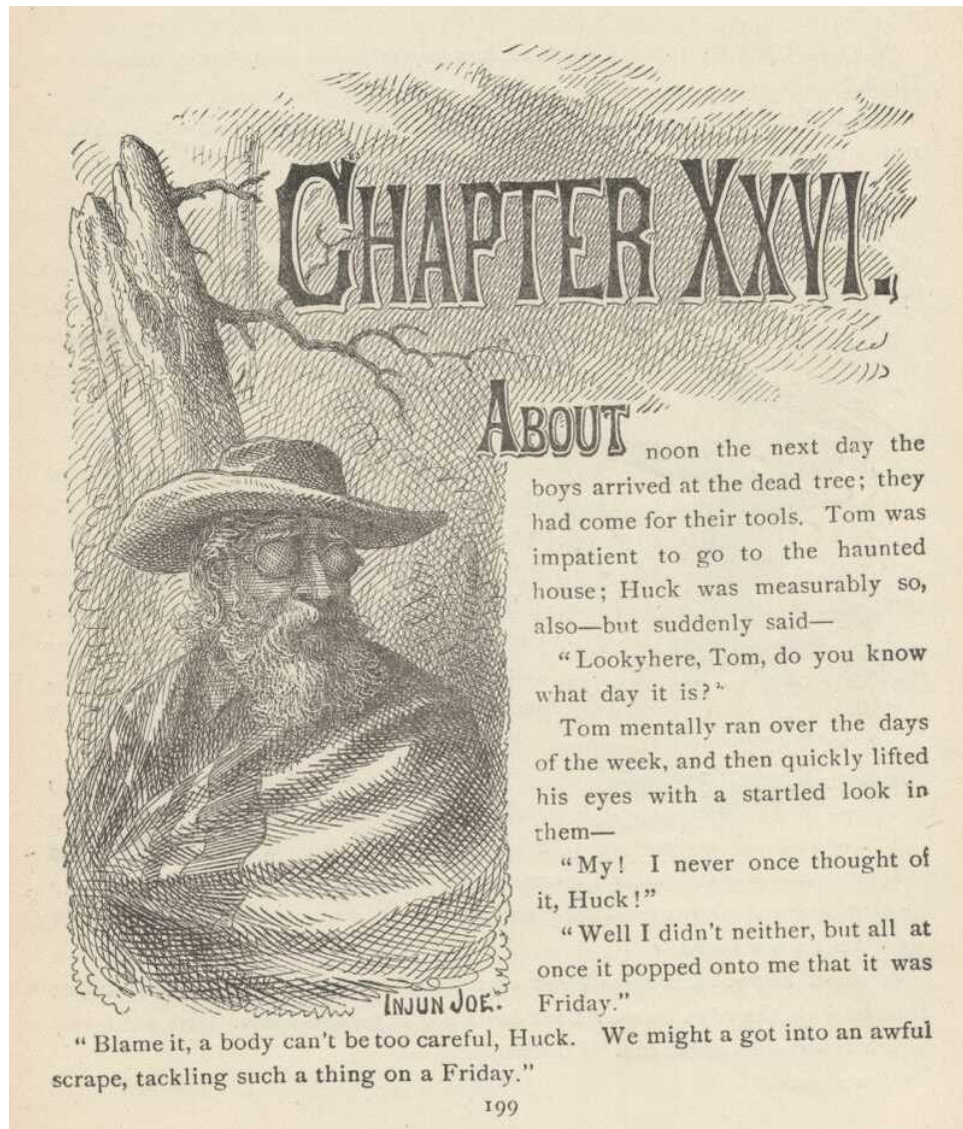 CHAPTER XXVI.
ABOUT noon the next day the
boys arrived at the dead tree; they
had come for their tools. Tom was
impatient to go to the haunted
house; Huck was measurably so,
also—but suddenly said—
“Lookyhere, Tom, do you know
what day it is?”
Tom mentally ran over the days
of the week, and then quickly lifted
his eyes with a startled look in
them—
“My! I never once thought of
it, Huck!”
“Well I didn't neither, but all at
once it popped onto me that it was
Friday.”
INJUN JOE.
“Blame it, a body can't be too careful, Huck. We might a got into an awful
scrape, tackling such a thing on a Friday.”
199